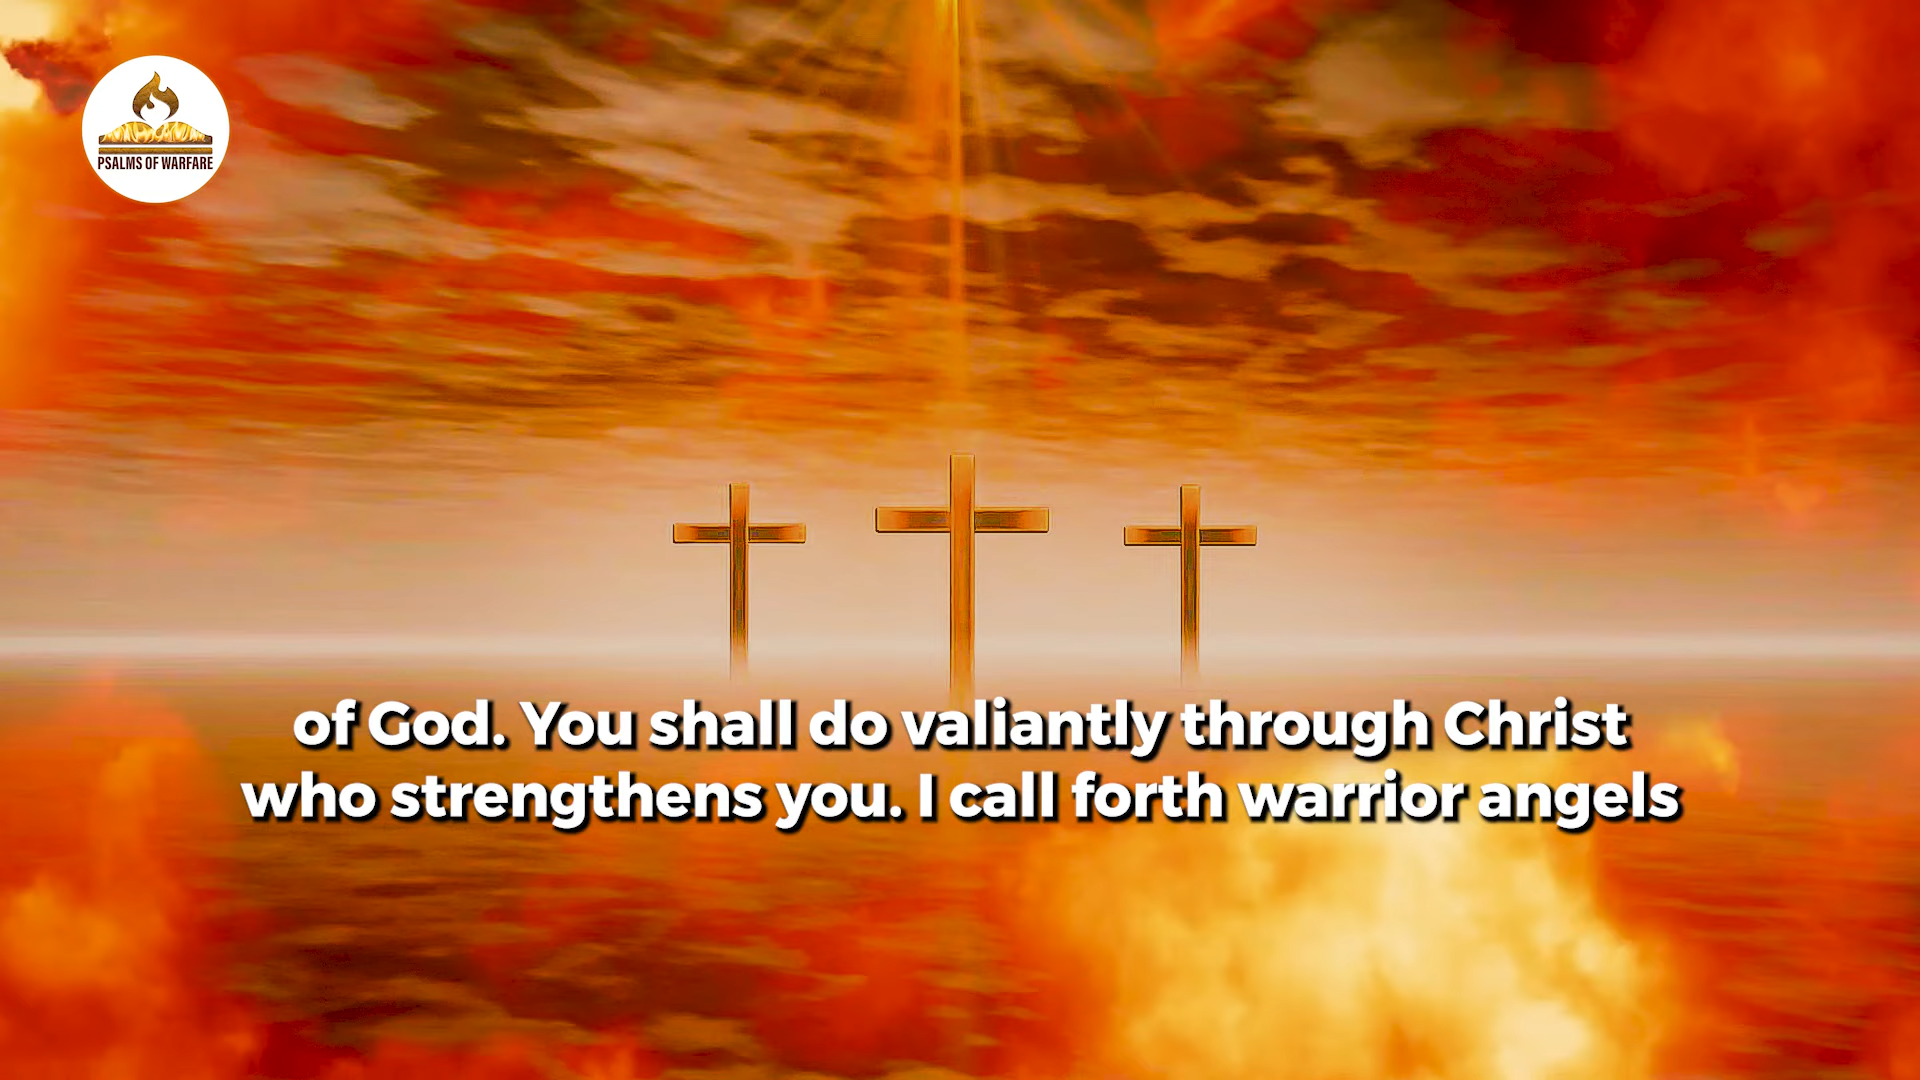 PSALMS OF WARFARE
of God. You shall do valiantly through Christ
who strengthens you. I call forth warrior angels